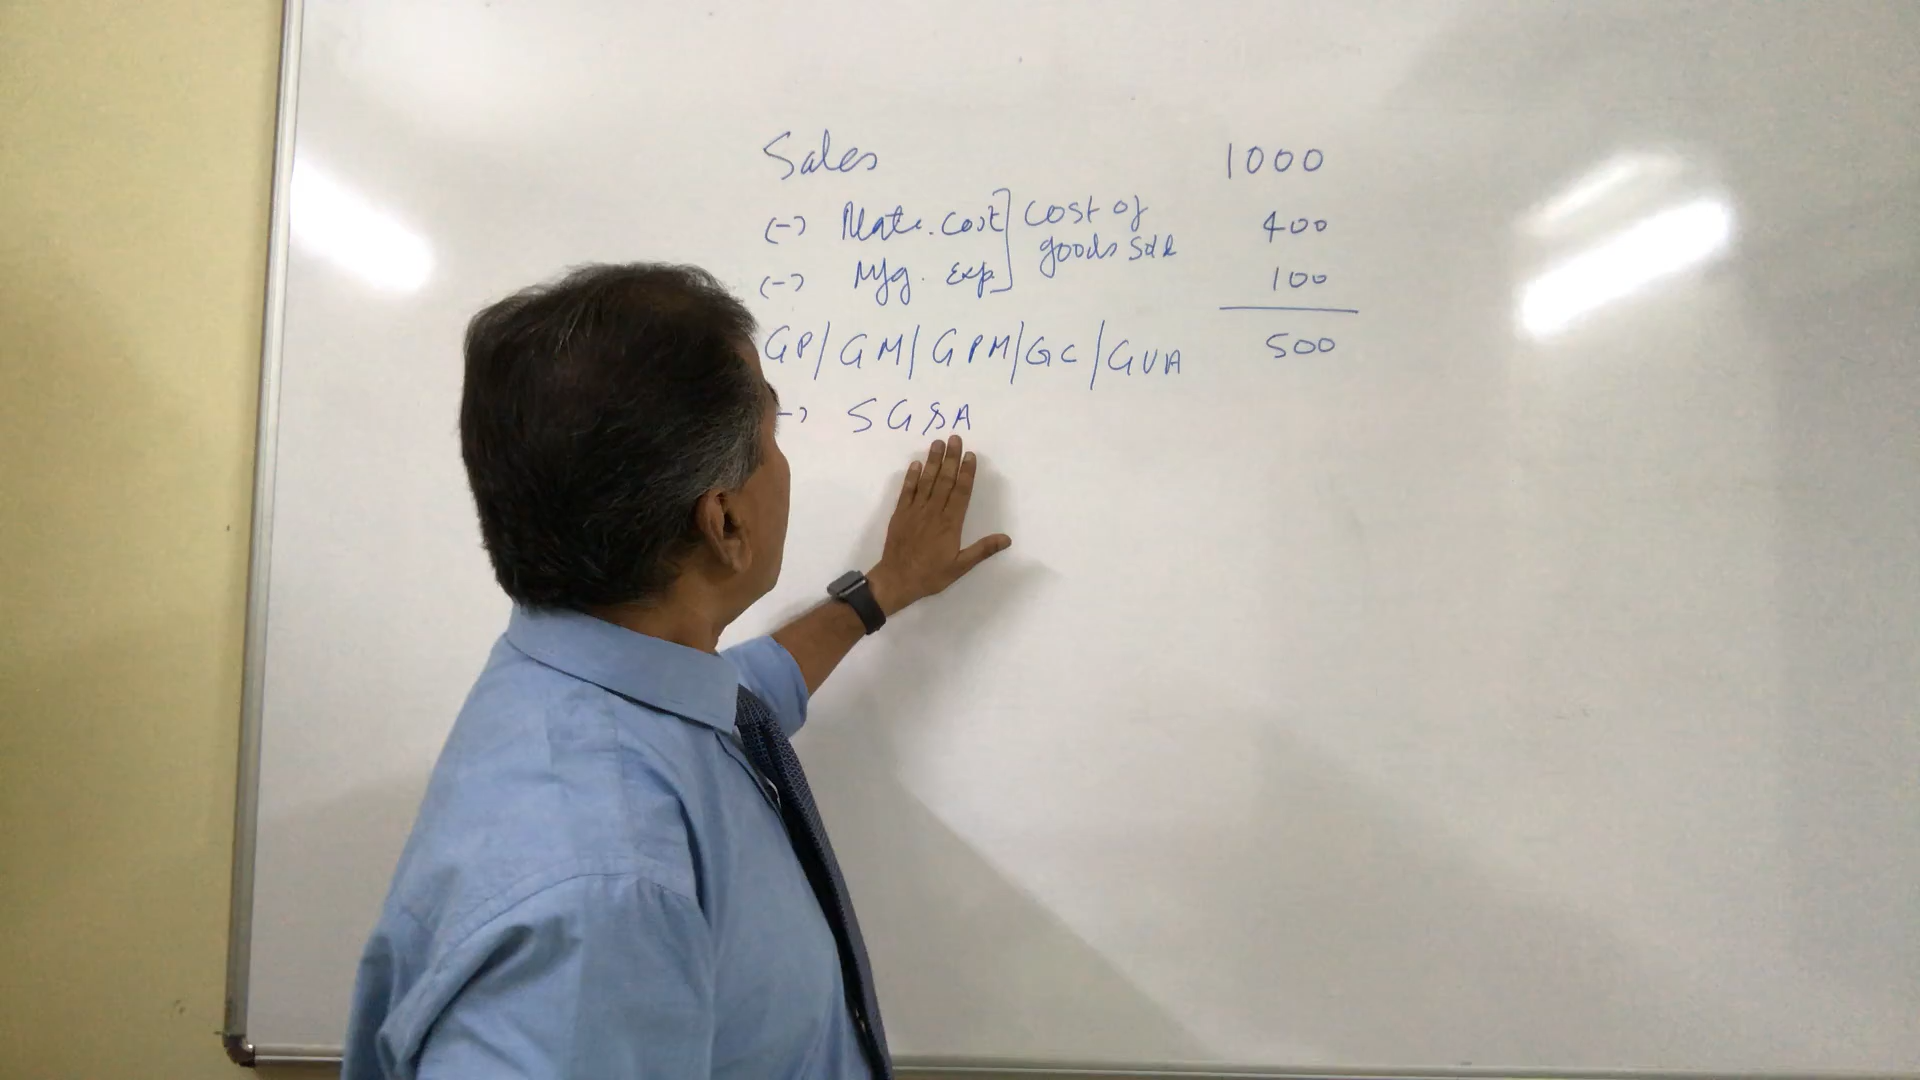 Sales 1000
(-) Mate. cost cost of 400
goods sold
(-) Mfg. Exp 100
GP/GM/GPM/GC/GVA 500
-) SG&A